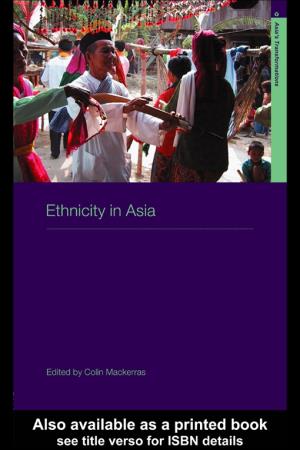 Asia's Transformations
Ethnicity in Asia
Edited by Colin Mackerras
Also available as a printed book
see title verso for ISBN details